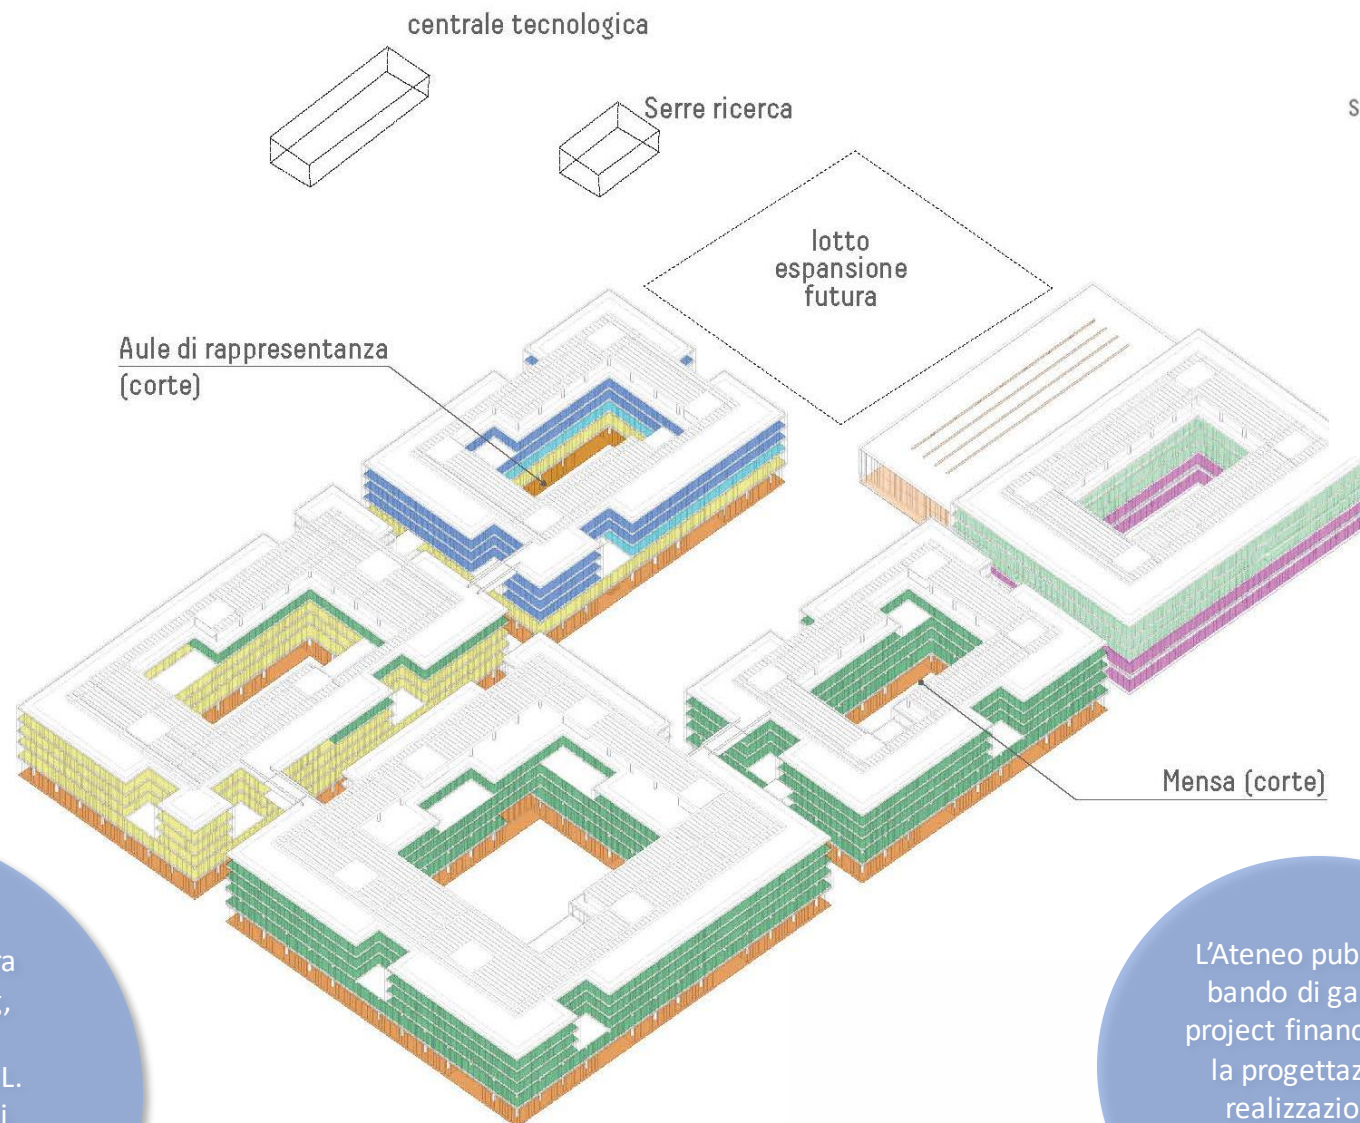 centrale tecnologica
Serre ricerca
s
lotto
espansione
futura
Aule di rappresentanza
(corte)
Mensa (corte)
ra
,
L.
i
L’Ateneo pub
bando di ga
project financ
la progettaz
realizzazio